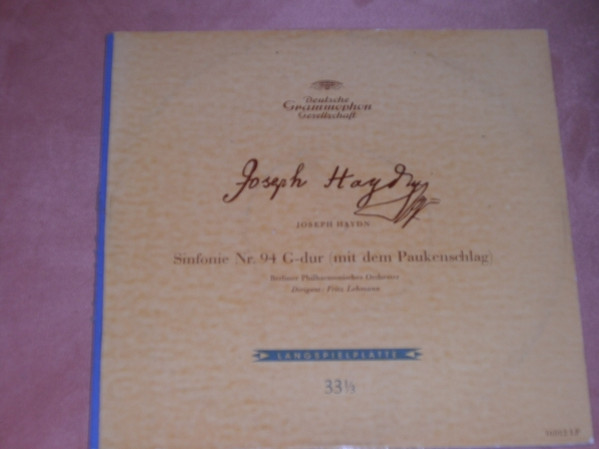 Deutsche
Grammophon
Gesellschaft
Joseph Haydn
JOSEPH HAYDN
Sinfonie Nr. 94 G-dur (mit dem Paukenschlag)
Berliner Philharmonisches Orchester
Dirigent: Fritz Lehmann
LANGSPIELPLATTE
33⅓
LP